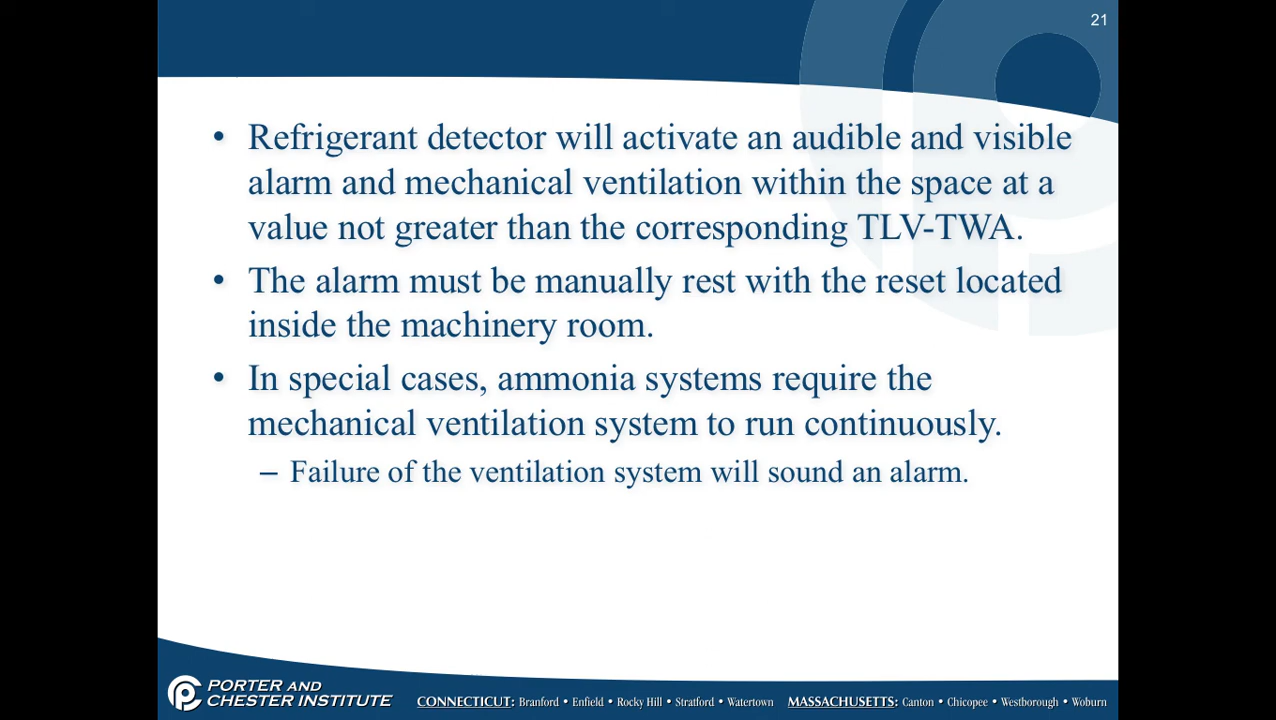 21
• Refrigerant detector will activate an audible and visible
alarm and mechanical ventilation within the space at a
value not greater than the corresponding TLV-TWA.
• The alarm must be manually rest with the reset located
inside the machinery room.
• In special cases, ammonia systems require the
mechanical ventilation system to run continuously.
– Failure of the ventilation system will sound an alarm.
PORTER AND
CHESTER INSTITUTE
CONNECTICUT: Branford • Enfield • Rocky Hill • Stratford • Watertown MASSACHUSETTS: Canton • Chicopee • Westborough • Woburn